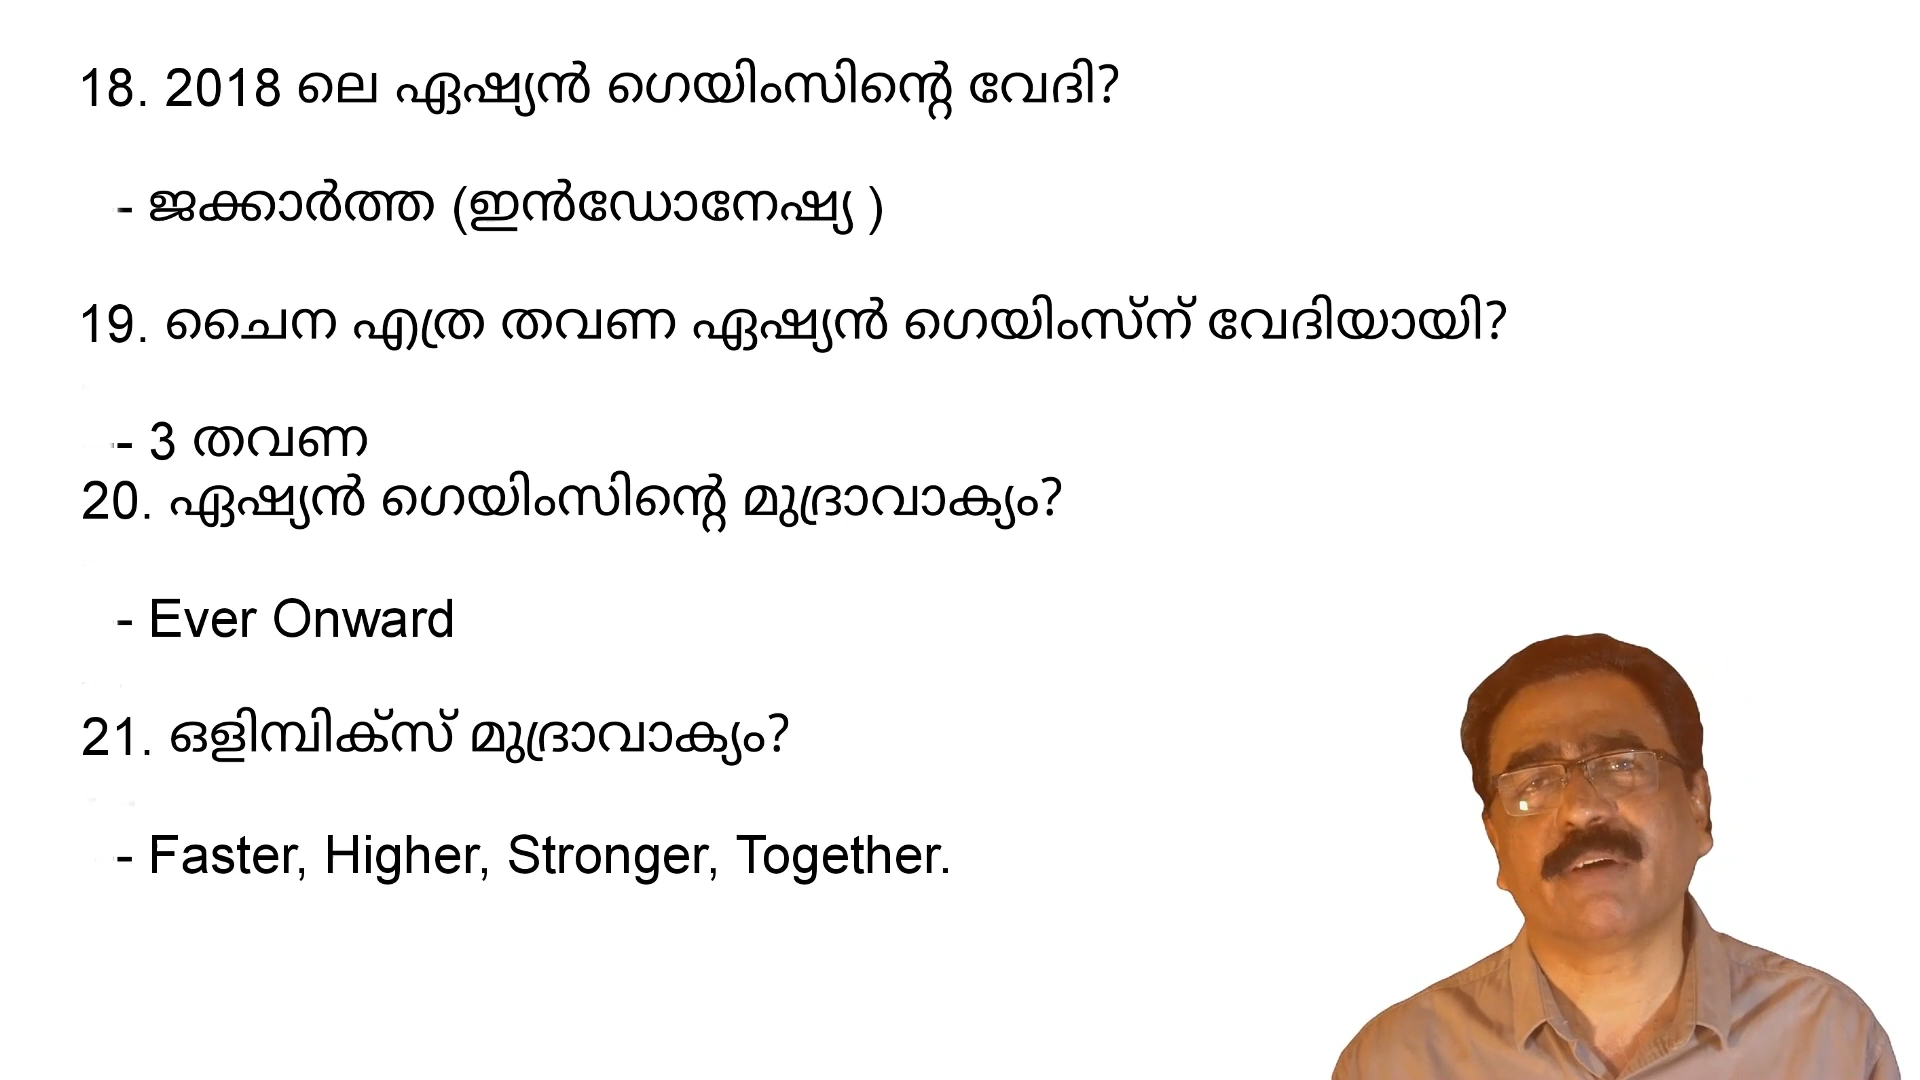 18. 2018 ലെ ഏഷ്യൻ ഗെയിംസിന്റെ വേദി?
- ജക്കാർത്ത (ഇൻഡോനേഷ്യ )
19. ചൈന എത്ര തവണ ഏഷ്യൻ ഗെയിംസ്ന് വേദിയായി?
- 3 തവണ
20. ഏഷ്യൻ ഗെയിംസിന്റെ മുദ്രാവാക്യം?
- Ever Onward
21. ഒളിമ്പിക്സ് മുദ്രാവാക്യം?
- Faster, Higher, Stronger, Together.